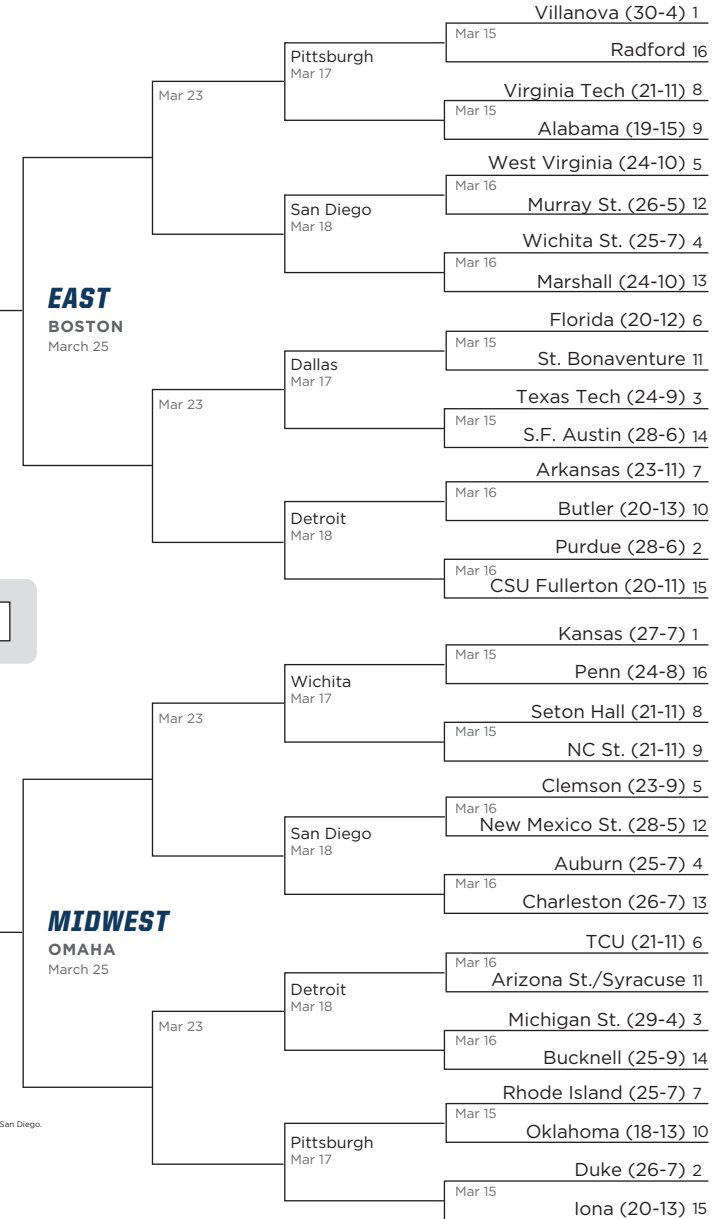 Villanova (30-4) 1
Mar 15
Radford 16
Pittsburgh
Mar 17
Mar 23
Virginia Tech (21-11) 8
Mar 15
Alabama (19-15) 9
West Virginia (24-10) 5
Mar 16
Murray St. (26-5) 12
San Diego
Mar 18
Wichita St. (25-7) 4
Mar 16
Marshall (24-10) 13
EAST
BOSTON
March 25
Florida (20-12) 6
Mar 15
St. Bonaventure 11
Dallas
Mar 17
Mar 23
Texas Tech (24-9) 3
Mar 15
S.F. Austin (28-6) 14
Arkansas (23-11) 7
Mar 16
Butler (20-13) 10
Detroit
Mar 18
Purdue (28-6) 2
Mar 16
CSU Fullerton (20-11) 15
Kansas (27-7) 1
Mar 15
Penn (24-8) 16
Wichita
Mar 17
Mar 23
Seton Hall (21-11) 8
Mar 15
NC St. (21-11) 9
Clemson (23-9) 5
Mar 16
New Mexico St. (28-5) 12
San Diego
Mar 18
Auburn (25-7) 4
Mar 16
Charleston (26-7) 13
MIDWEST
OMAHA
March 25
TCU (21-11) 6
Mar 16
Arizona St./Syracuse 11
Detroit
Mar 18
Mar 23
Michigan St. (29-4) 3
Mar 16
Bucknell (25-9) 14
Rhode Island (25-7) 7
Mar 15
Oklahoma (18-13) 10
San Diego.
Pittsburgh
Mar 17
Duke (26-7) 2
Mar 15
Iona (20-13) 15